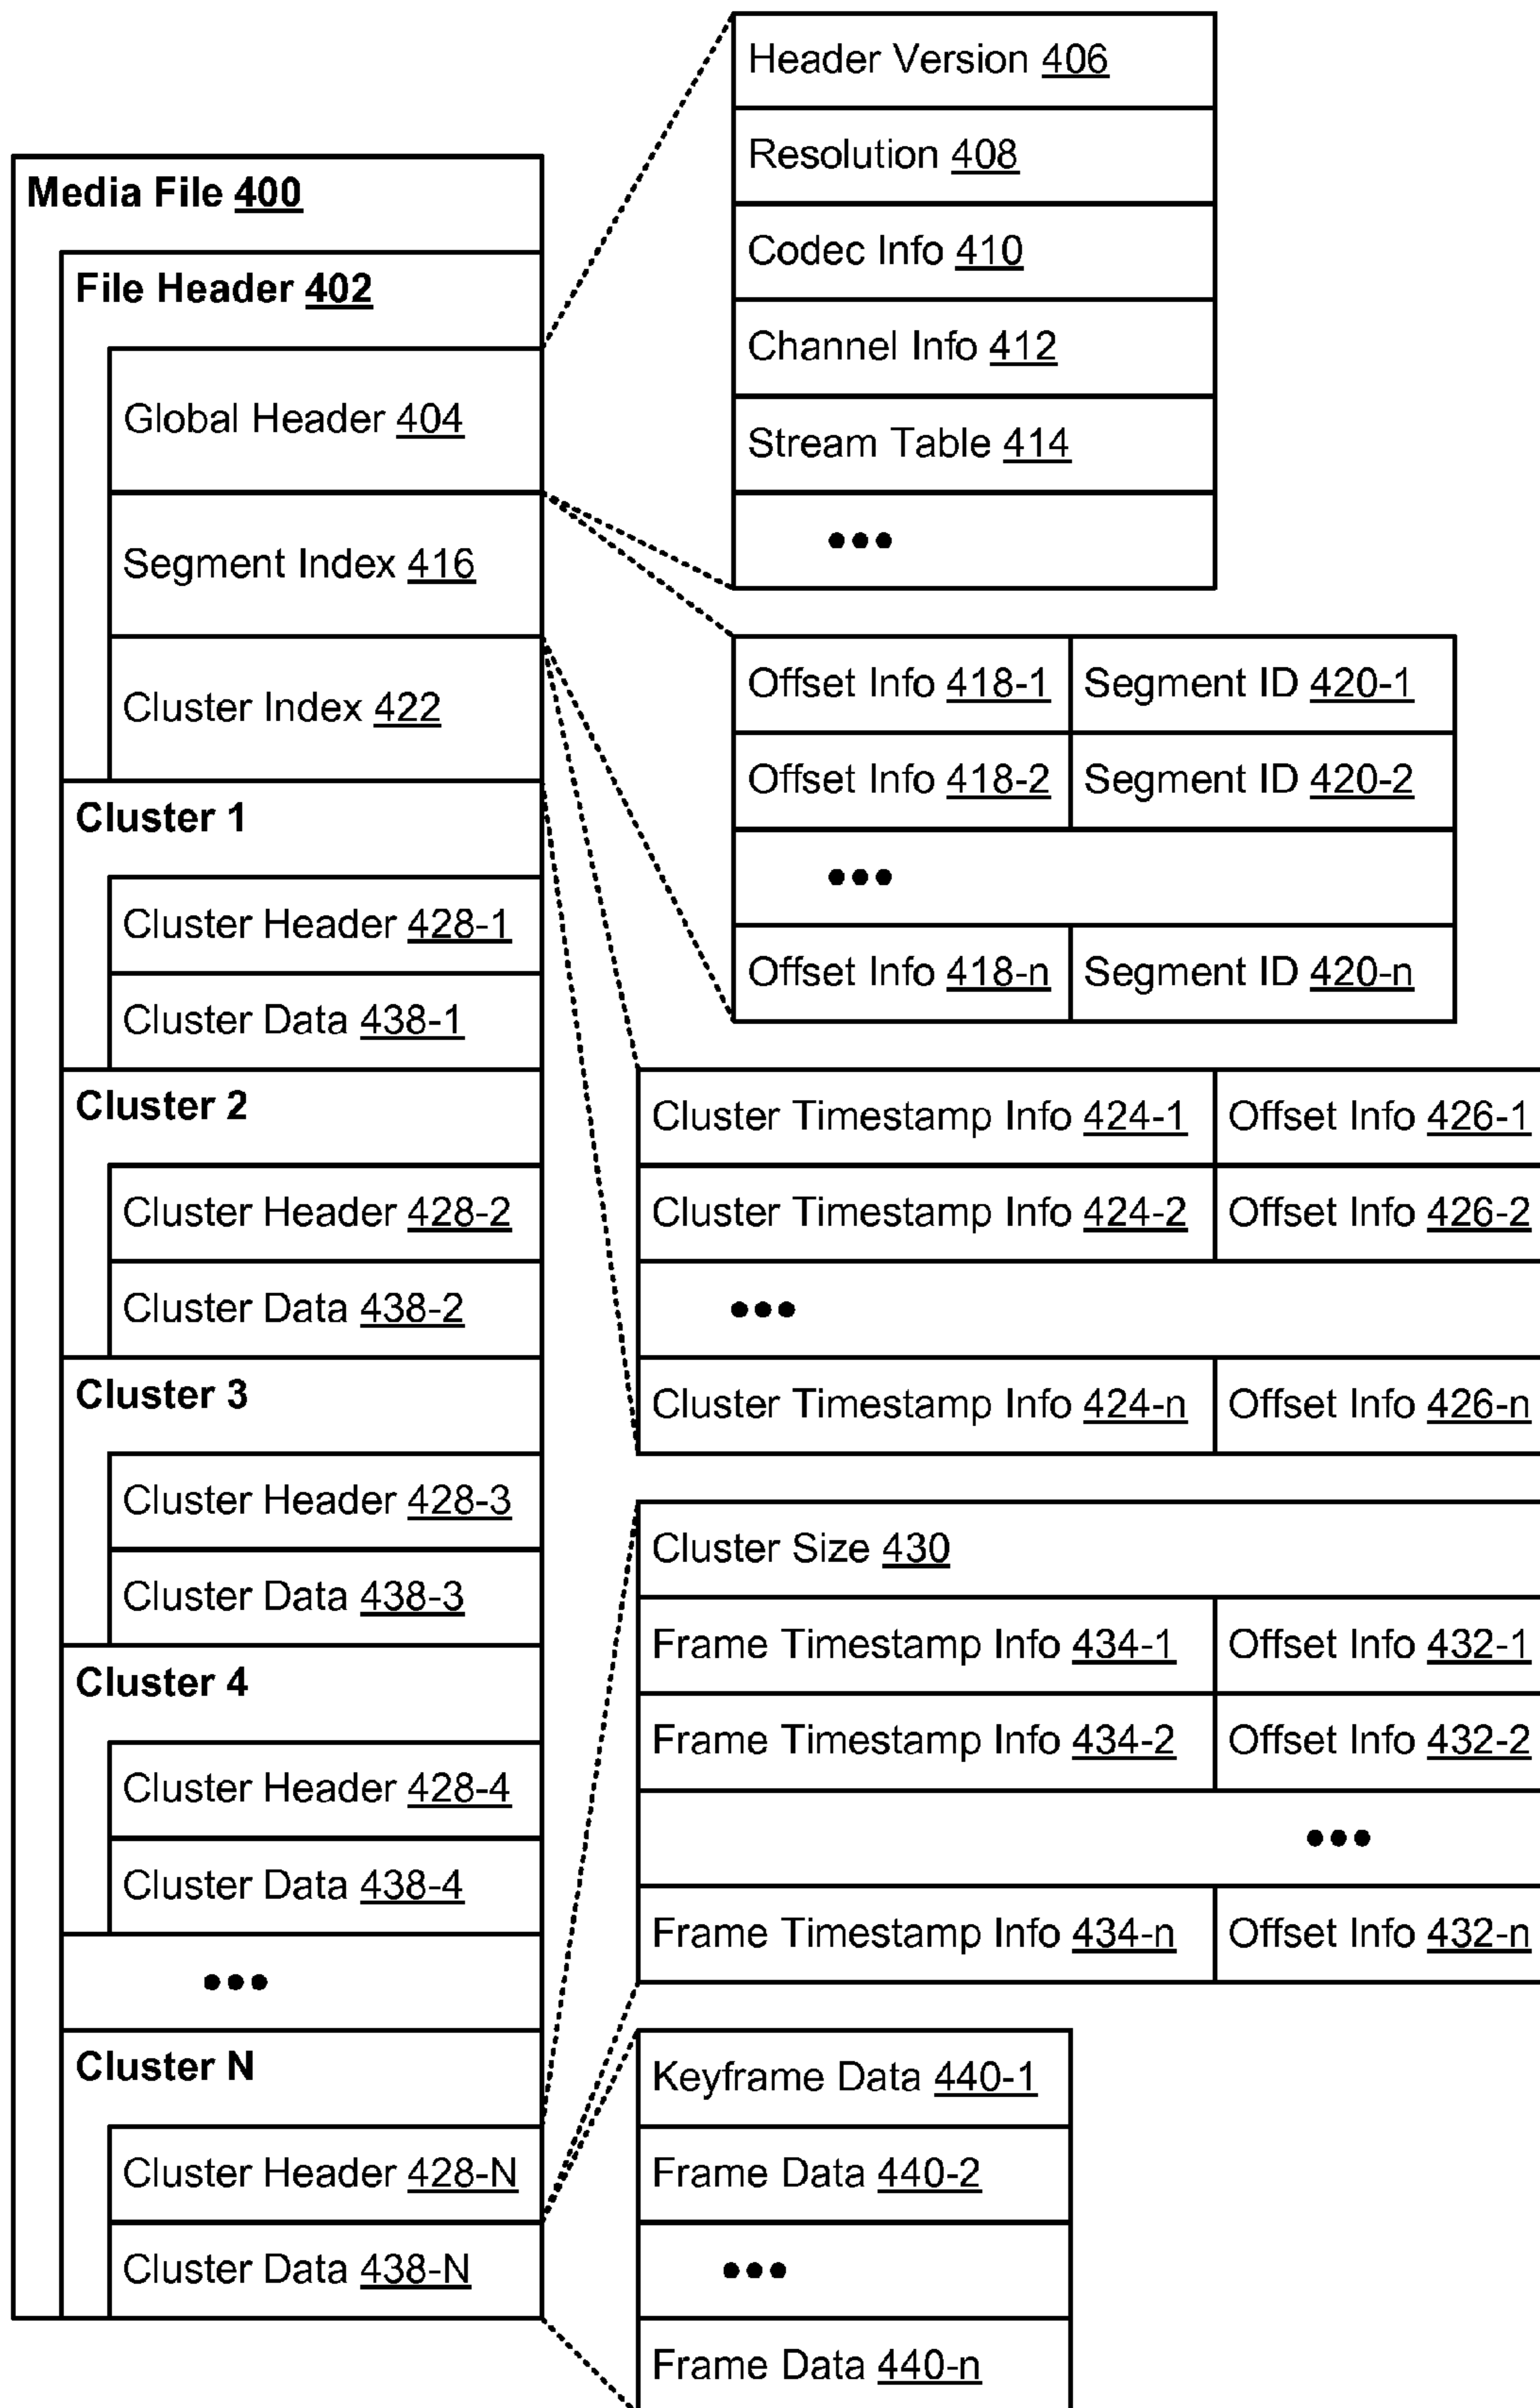 Media File 400
File Header 402
Global Header 404
Segment Index 416
Cluster Index 422
Cluster 1
Cluster Header 428-1
Cluster Data 438-1
Cluster 2
Cluster Header 428-2
Cluster Data 438-2
Cluster 3
Cluster Header 428-3
Cluster Data 438-3
Cluster 4
Cluster Header 428-4
Cluster Data 438-4
•••
Cluster N
Cluster Header 428-N
Cluster Data 438-N
Header Version 406
Resolution 408
Codec Info 410
Channel Info 412
Stream Table 414
•••
Offset Info 418-1 Segment ID 420-1
Offset Info 418-2 Segment ID 420-2
•••
Offset Info 418-n Segment ID 420-n
Cluster Timestamp Info 424-1 Offset Info 426-1
Cluster Timestamp Info 424-2 Offset Info 426-2
•••
Cluster Timestamp Info 424-n Offset Info 426-n
Cluster Size 430
Frame Timestamp Info 434-1 Offset Info 432-1
Frame Timestamp Info 434-2 Offset Info 432-2
•••
Frame Timestamp Info 434-n Offset Info 432-n
Keyframe Data 440-1
Frame Data 440-2
•••
Frame Data 440-n